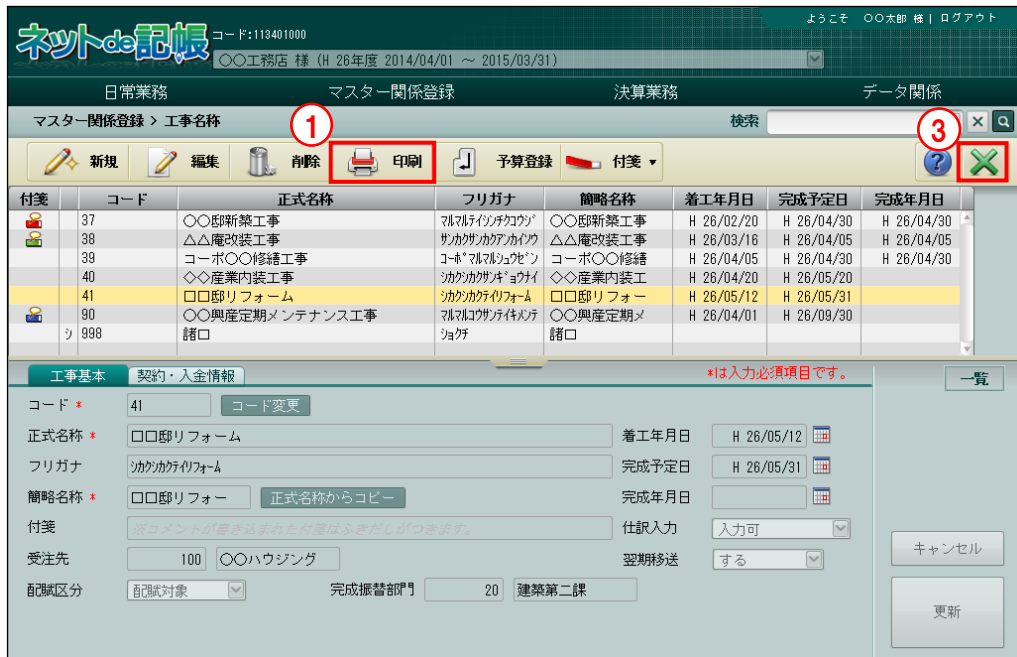 ようこそ 〇〇太郎 様 | ログアウト
ネットde記帳
コード:113401000
〇〇工務店 様 (H 26年度 2014/04/01 ～ 2015/03/31)
日常業務 マスター関係登録 決算業務 データ関係
マスター関係登録 > 工事名称 検索
① ③
新規 編集 削除 印刷 予算登録 付箋
付箋 コード 正式名称 フリガナ 簡略名称 着工年月日 完成予定日 完成年月日
37 〇〇邸新築工事 ﾏﾙﾏﾙﾃｲｼﾝﾁｸｺｳｼﾞ 〇〇邸新築工事 H 26/02/20 H 26/04/30 H 26/04/30
38 △△庵改装工事 ｻﾝｶｸｻﾝｶｸｱﾝｶｲｿｳ △△庵改装工事 H 26/03/16 H 26/04/05 H 26/04/05
39 コーポ〇〇修繕工事 ｺｰﾎﾟﾏﾙﾏﾙｼｭｳｾﾞﾝ コーポ〇〇修繕 H 26/04/05 H 26/04/30 H 26/04/30
40 ◇◇産業内装工事 ｼｶｸｼｶｸｻﾝｷﾞｮｳﾅｲ ◇◇産業内装工 H 26/04/20 H 26/05/20
41 □□邸リフォーム ｼｶｸｼｶｸﾃｲﾘﾌｫｰﾑ □□邸リフォー H 26/05/12 H 26/05/31
90 〇〇興産定期メンテナンス工事 ﾏﾙﾏﾙｺｳｻﾝﾃｲｷﾒﾝﾃ 〇〇興産定期メ H 26/04/01 H 26/09/30
シ 998 諸口 ｼｮｸﾁ 諸口
工事基本 契約・入金情報 *は入力必須項目です。 一覧
コード * 41 コード変更
正式名称 * □□邸リフォーム 着工年月日 H 26/05/12
フリガナ ｼｶｸｼｶｸﾃｲﾘﾌｫｰﾑ 完成予定日 H 26/05/31
簡略名称 * □□邸リフォー 正式名称からコピー 完成年月日
付箋 ※コメントが書き込まれた付箋はふきだしがつきます。 仕訳入力 入力可
受注先 100 〇〇ハウジング 翌期移送 する
キャンセル
配賦区分 配賦対象 完成振替部門 20 建築第二課
更新